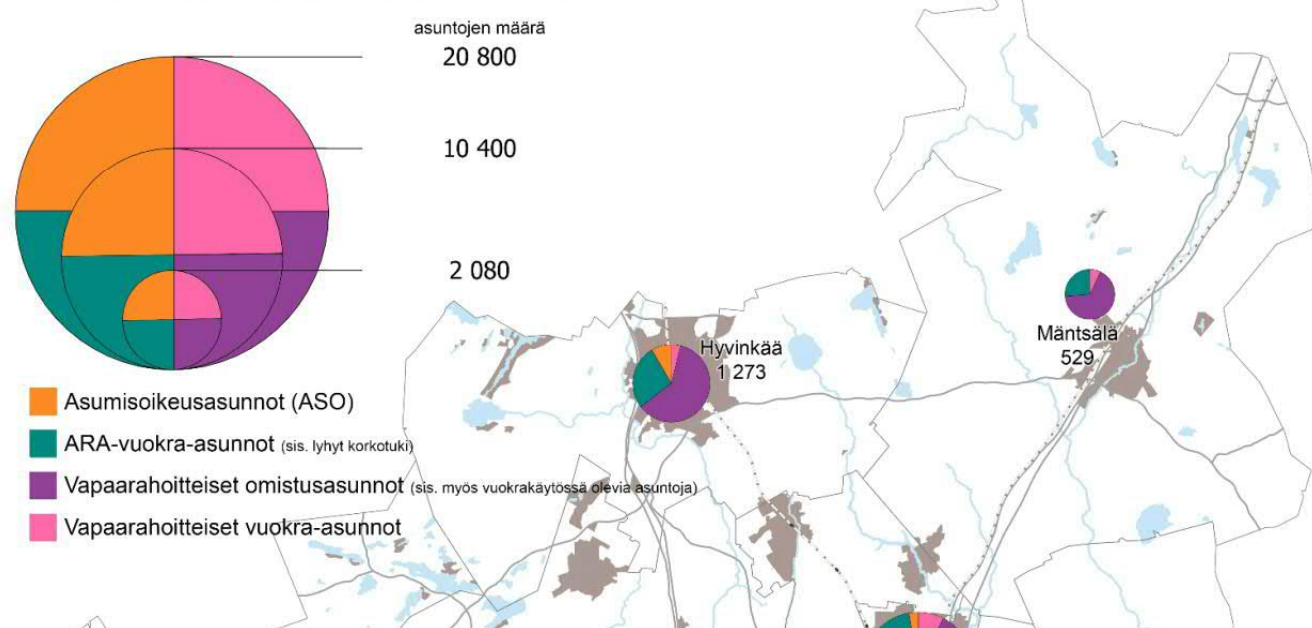 asuntojen määrä
20 800
10 400
2 080
Asumisoikeusasunnot (ASO)
ARA-vuokra-asunnot (sis. lyhyt korkotuki)
Vapaarahoitteiset omistusasunnot (sis. myös vuokrakäytössä olevia asuntoja)
Vapaarahoitteiset vuokra-asunnot
Hyvinkää
1 273
Mäntsälä
529